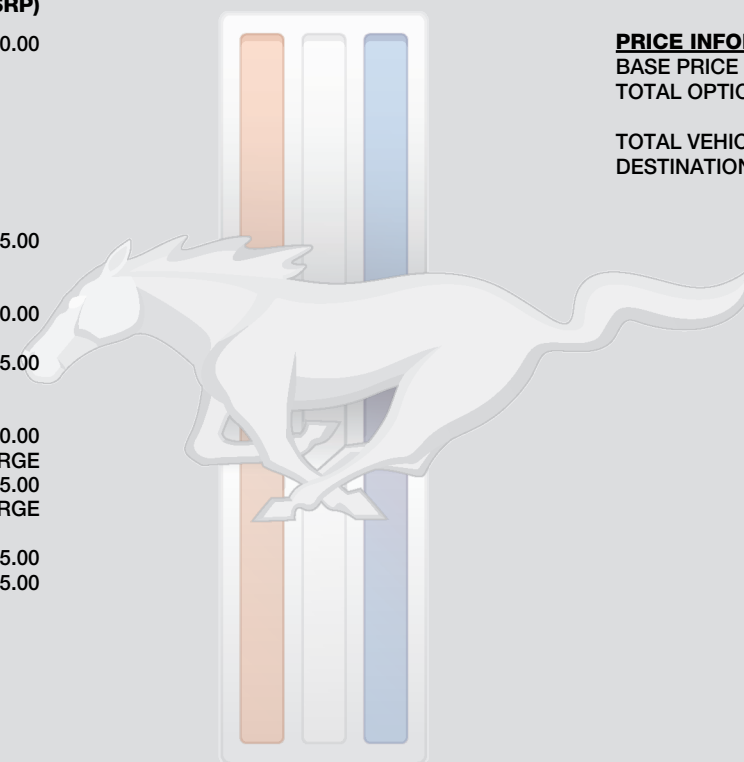 SRP)
0.00
5.00
0.00
5.00
0.00
RGE
5.00
RGE
5.00
5.00
PRICE INFO
BASE PRICE
TOTAL OPTIO
TOTAL VEHIC
DESTINATION